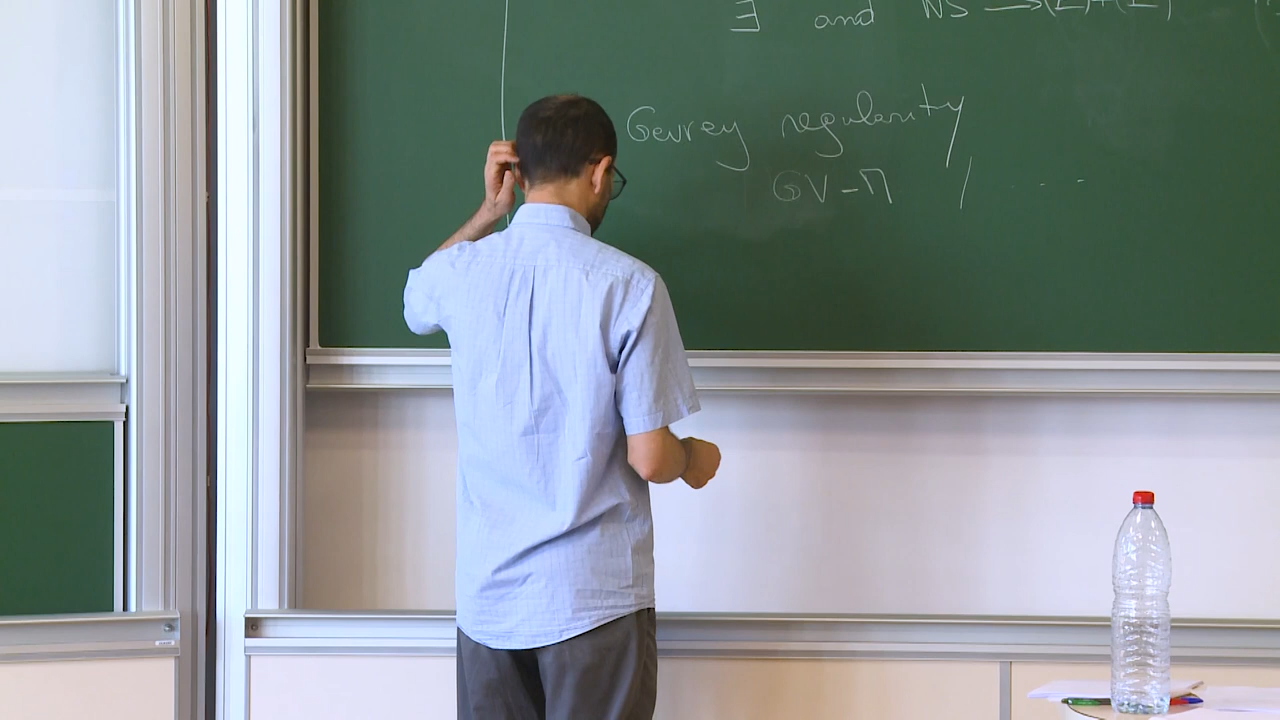 ∃ and NS →
Gevrey regularity
GV-M / ----